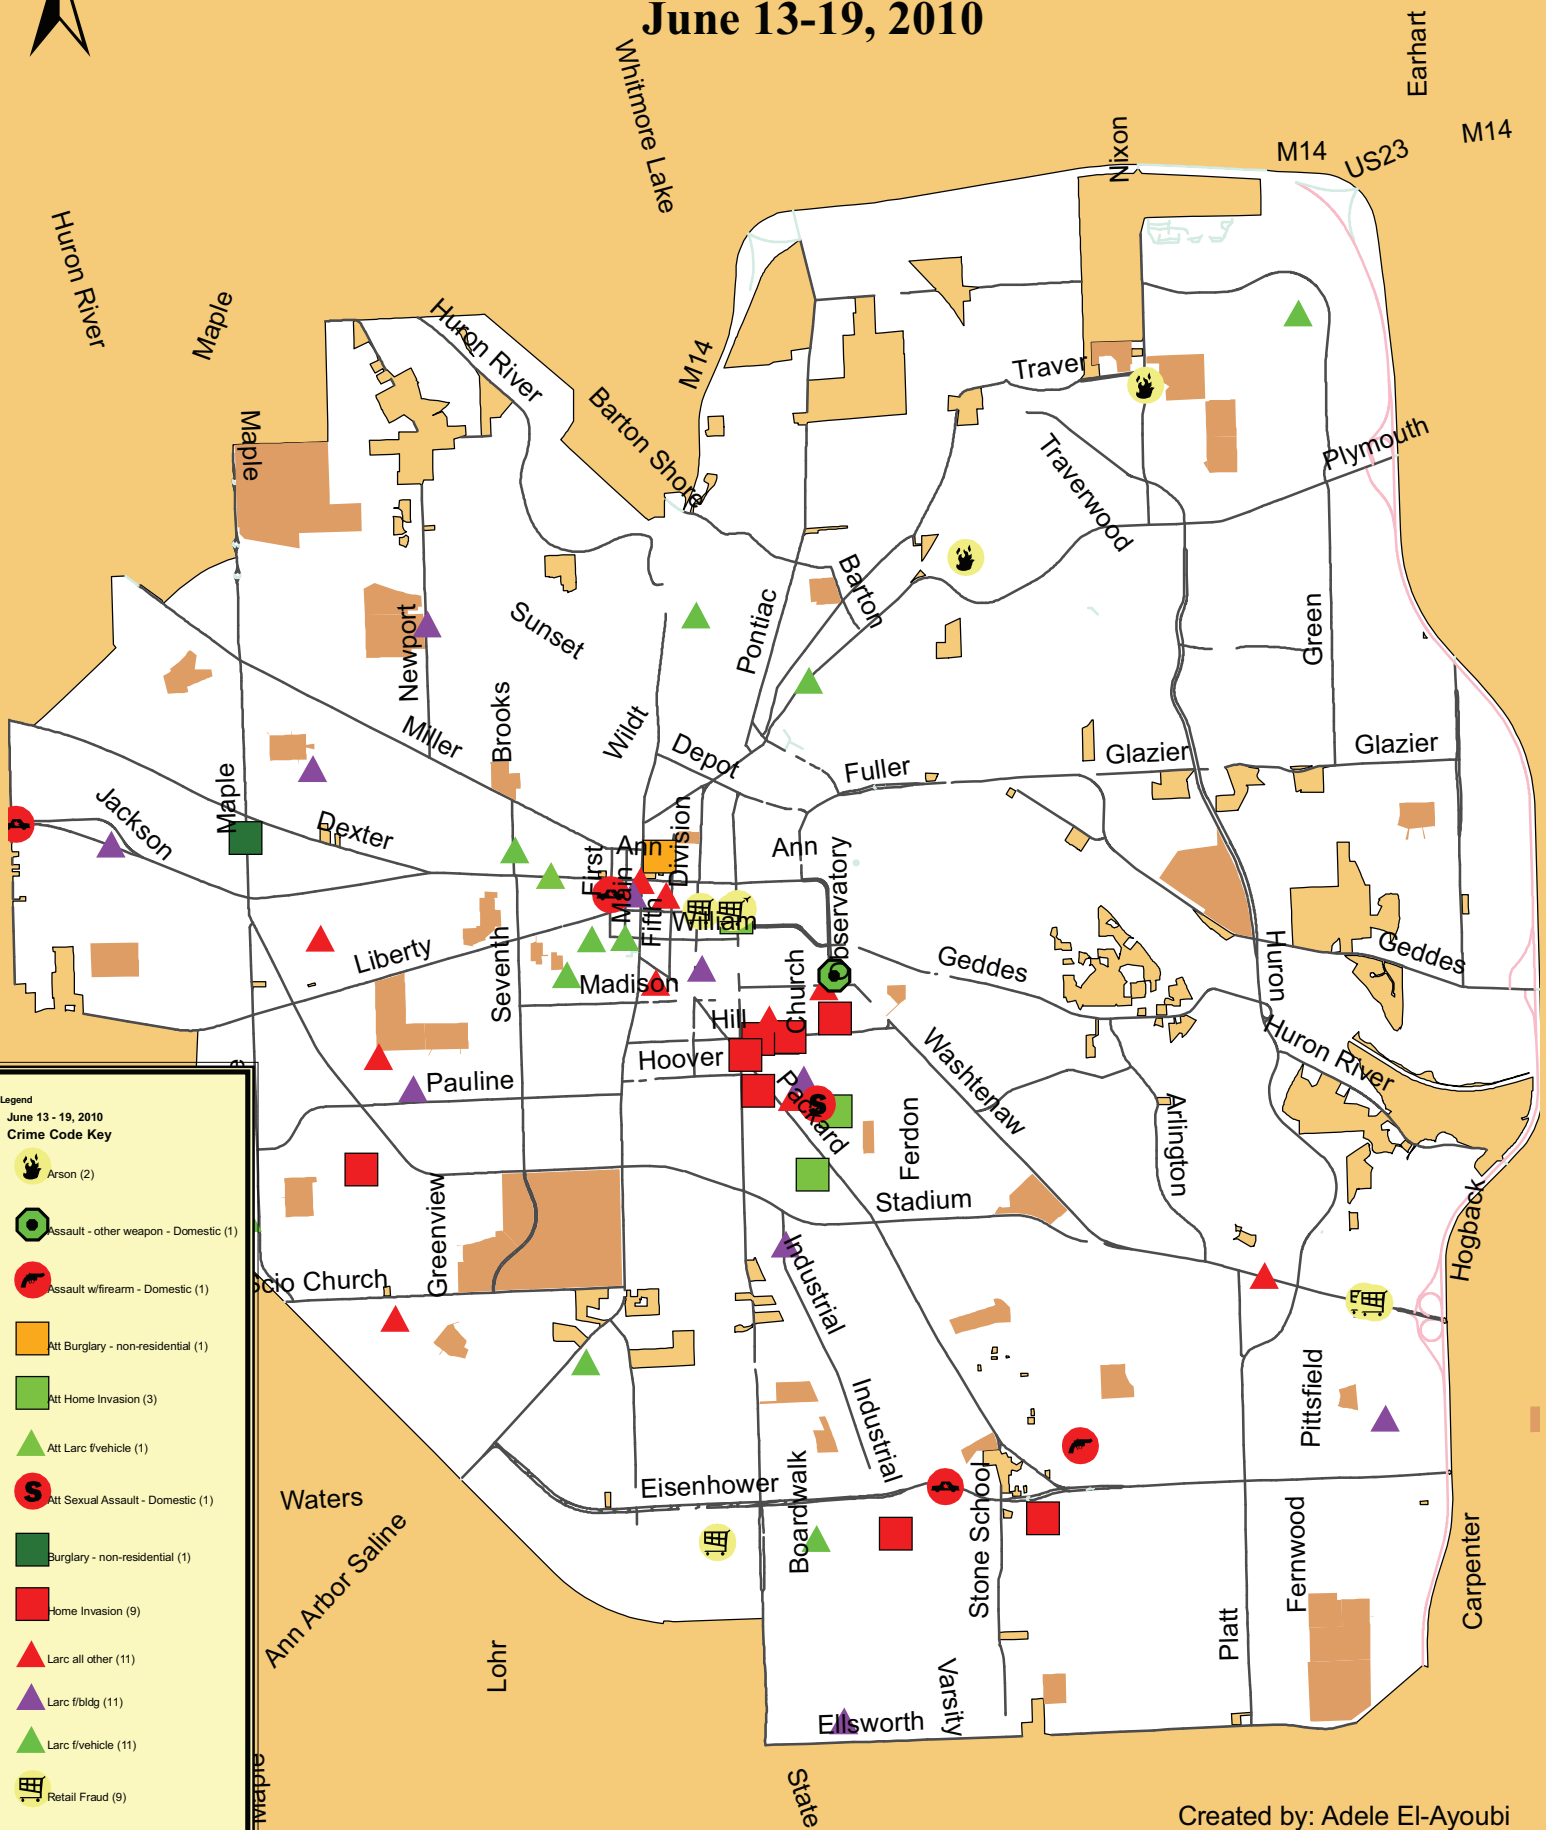 June 13-19, 2010
Earhart
Whitmore Lake
Nixon
M14
US23
M14
Huron River
Maple
Huron River
M14
Traver
Barton Shore
Maple
Plymouth
Traverwood
Barton
Newport
Sunset
Pontiac
Green
Brooks
Miller
Wildt
Depot
Fuller
Glazier
Glazier
Jackson
Maple
Dexter
Division
Ann
Ann
First
Main
Fifth
William
Observatory
Liberty
Seventh
Madison
Church
Geddes
Huron
Geddes
Hill
Hoover
Pauline
Packard
Washtenaw
Huron River
Ferdon
Arlington
Stadium
Greenview
Hogback
Scio Church
Industrial
Industrial
Pittsfield
Eisenhower
Boardwalk
Stone School
Waters
Ann Arbor Saline
Lohr
Fernwood
Carpenter
Platt
Varsity
Ellsworth
Maple
State
Legend
June 13 - 19, 2010
Crime Code Key
Arson (2)
Assault - other weapon - Domestic (1)
Assault w/firearm - Domestic (1)
Att Burglary - non-residential (1)
Att Home Invasion (3)
Att Larc f/vehicle (1)
S
Att Sexual Assault - Domestic (1)
Burglary - non-residential (1)
Home Invasion (9)
Larc all other (11)
Larc f/bldg (11)
Larc f/vehicle (11)
Retail Fraud (9)
S
Created by: Adele El-Ayoubi